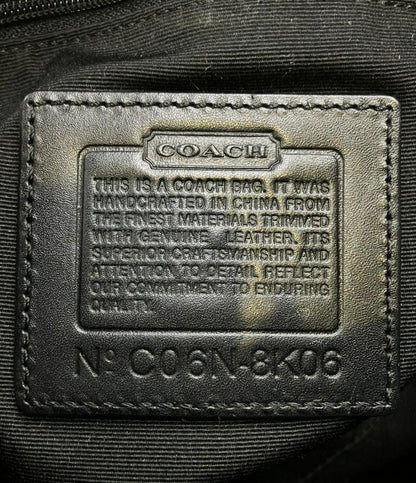 COACH
THIS IS A COACH BAG. IT WAS
HANDCRAFTED IN CHINA FROM
THE FINEST MATERIALS TRIMMED
WITH GENUINE LEATHER. ITS
SUPERIOR CRAFTSMANSHIP AND
ATTENTION TO DETAIL REFLECT
OUR COMMITMENT TO ENDURING
QUALITY.
Nº C06N-8K06